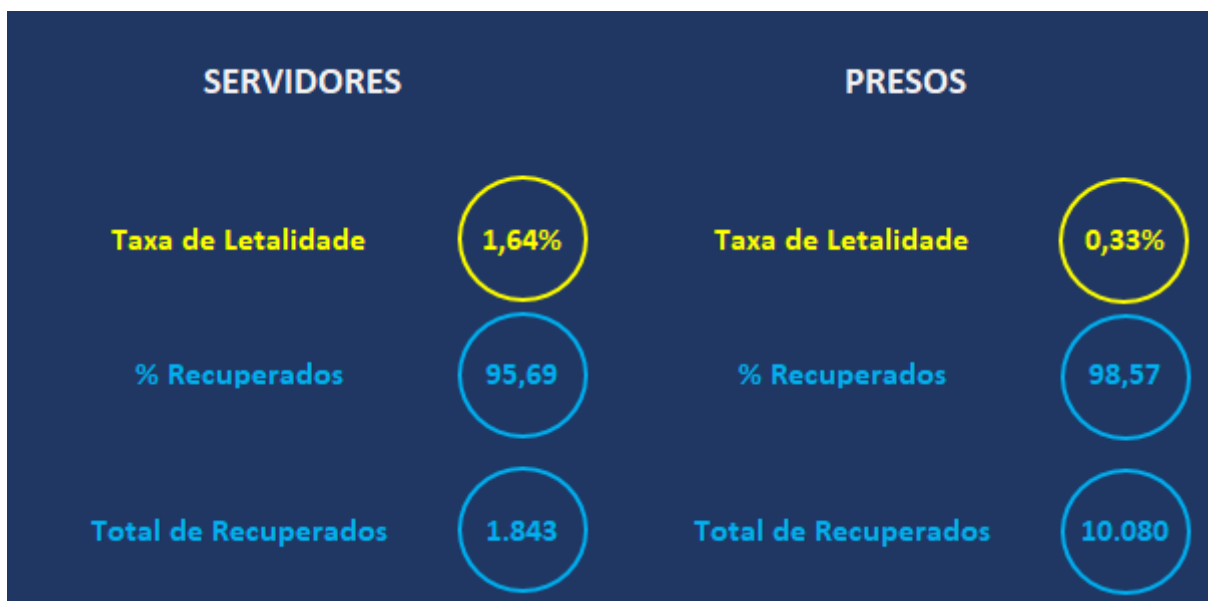 SERVIDORES
PRESOS
Taxa de Letalidade 1,64%
Taxa de Letalidade 0,33%
% Recuperados 95,69
% Recuperados 98,57
Total de Recuperados 1.843
Total de Recuperados 10.080